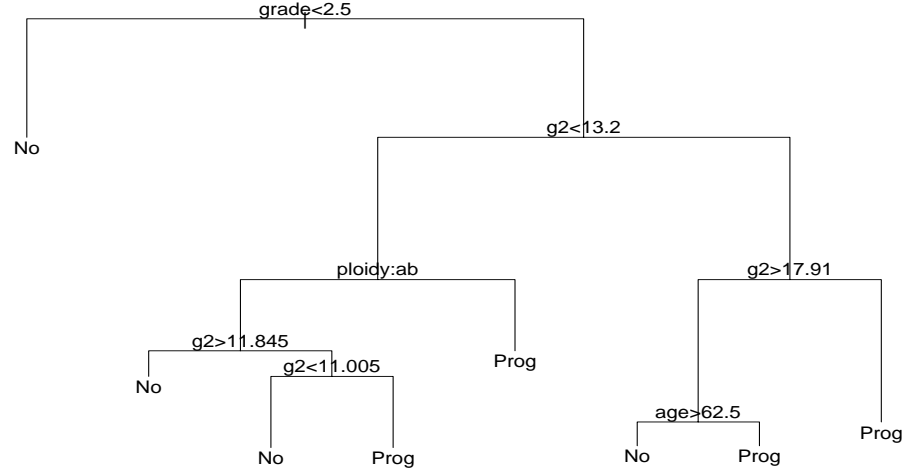 grade<2.5
No
g2<13.2
ploidy:ab
g2>17.91
g2>11.845
No
g2<11.005
Prog
No
Prog
age>62.5
No
Prog
Prog